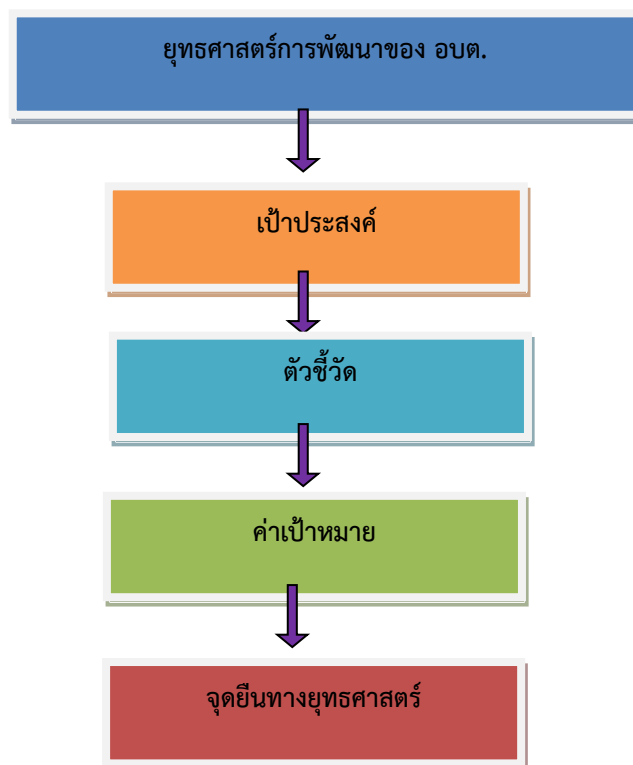 ยุทธศาสตร์การพัฒนาของ อบต.
เป้าประสงค์
ตัวชี้วัด
ค่าเป้าหมาย
จุดยืนทางยุทธศาสตร์